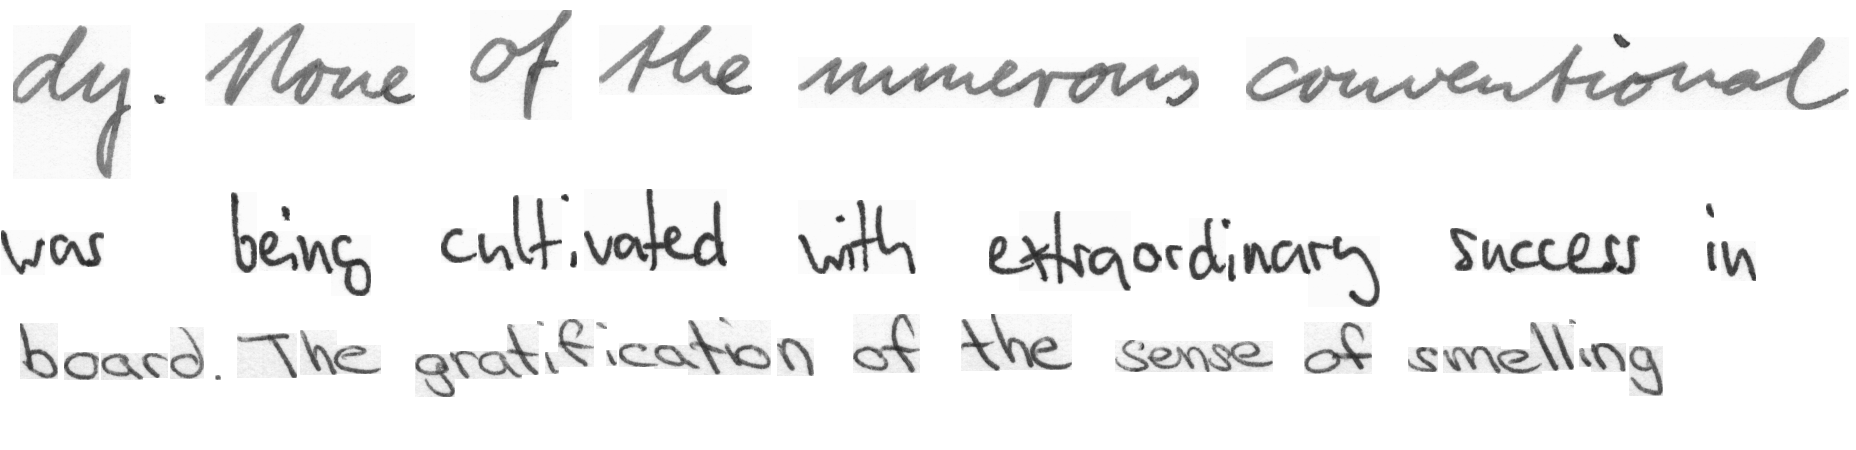 dy. None of the numerous conventional
was being cultivated with extraordinary success in
board. The gratification of the sense of smelling